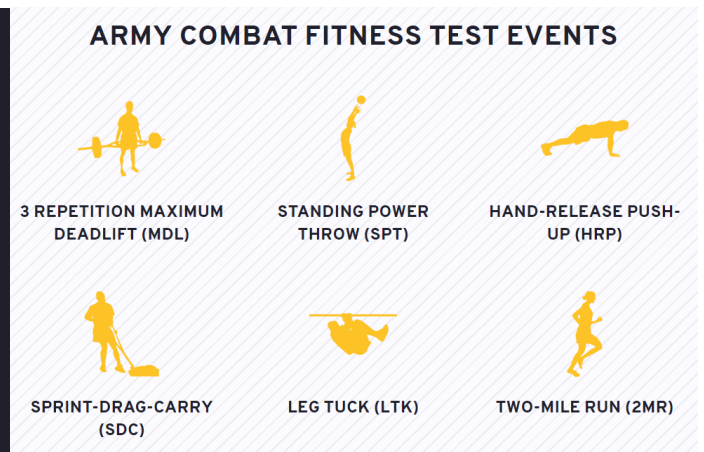 ARMY COMBAT FITNESS TEST EVENTS
3 REPETITION MAXIMUM
DEADLIFT (MDL)
STANDING POWER
THROW (SPT)
HAND-RELEASE PUSH-
UP (HRP)
SPRINT-DRAG-CARRY
(SDC)
LEG TUCK (LTK)
TWO-MILE RUN (2MR)